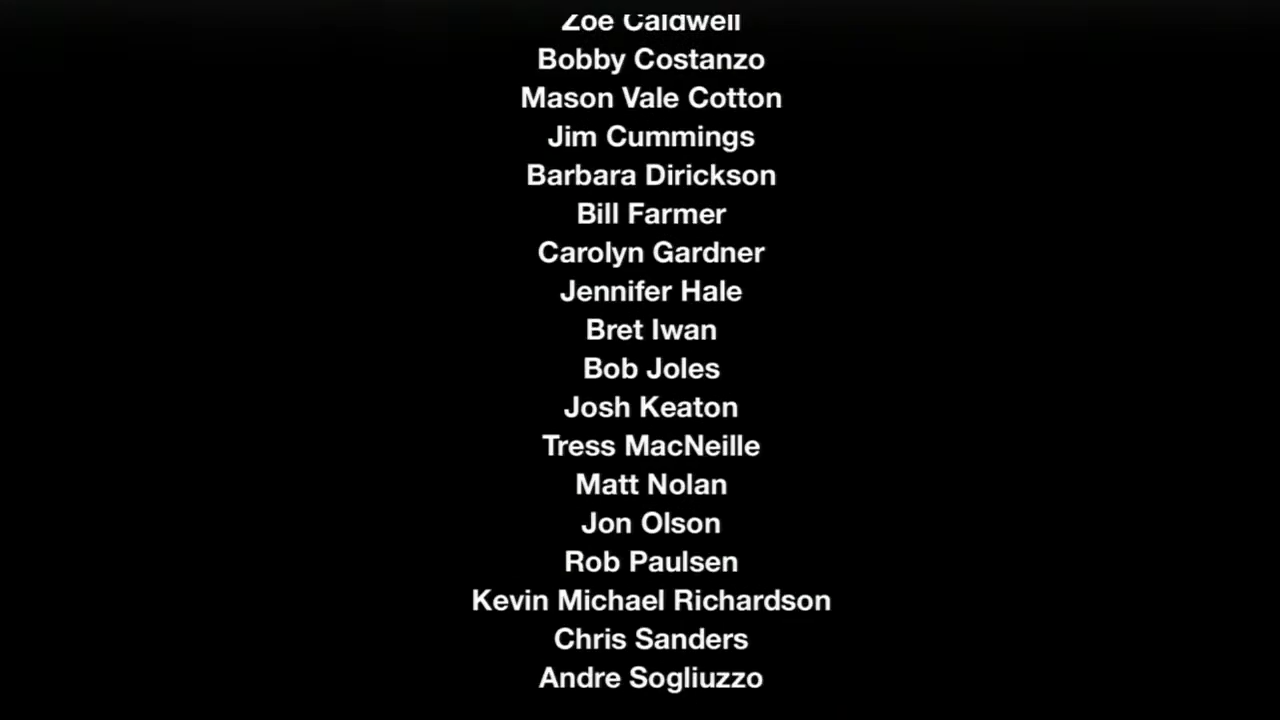 Zoe Caldwell
Bobby Costanzo
Mason Vale Cotton
Jim Cummings
Barbara Dirickson
Bill Farmer
Carolyn Gardner
Jennifer Hale
Bret Iwan
Bob Joles
Josh Keaton
Tress MacNeille
Matt Nolan
Jon Olson
Rob Paulsen
Kevin Michael Richardson
Chris Sanders
Andre Sogliuzzo